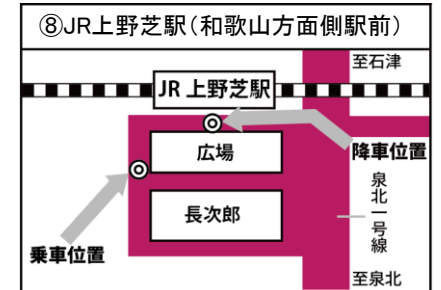 ⑧JR上野芝駅（和歌山方面側駅前）
至石津
JR 上野芝駅
広場
降車位置
長次郎
泉北一号線
乗車位置
至泉北